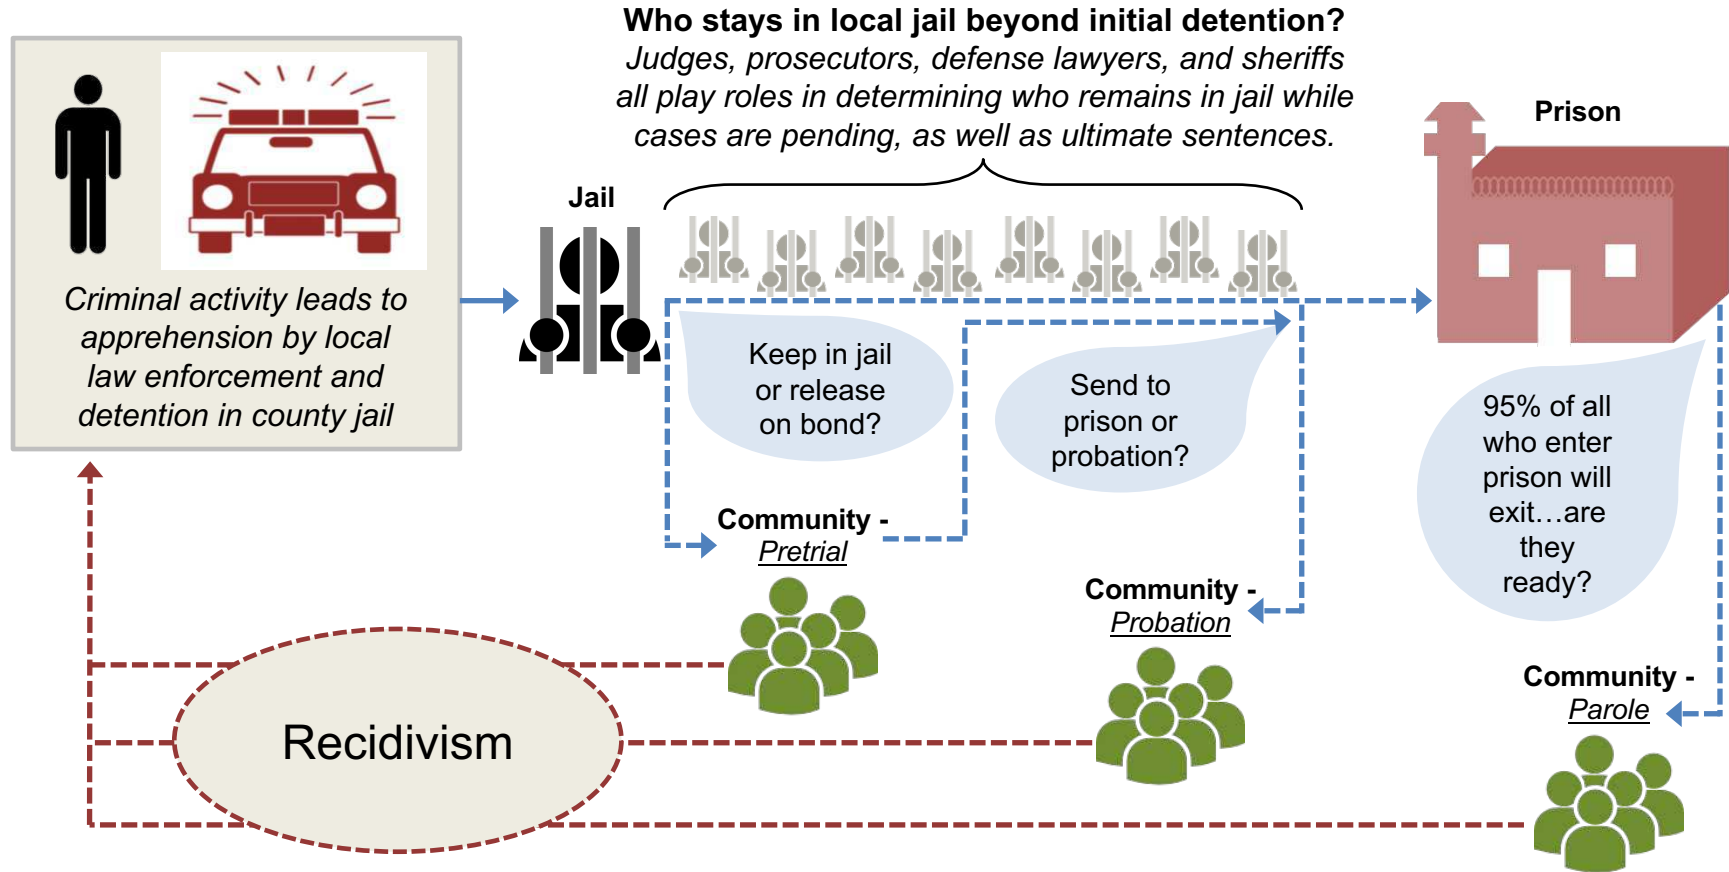 Who stays in local jail beyond initial detention?
Judges, prosecutors, defense lawyers, and sheriffs
all play roles in determining who remains in jail while
cases are pending, as well as ultimate sentences.
Prison
Jail
Criminal activity leads to
apprehension by local
law enforcement and
detention in county jail
Keep in jail
or release
on bond?
Send to
prison or
probation?
95% of all
who enter
prison will
exit…are
they
ready?
Community -
Pretrial
Community -
Probation
Community -
Parole
Recidivism